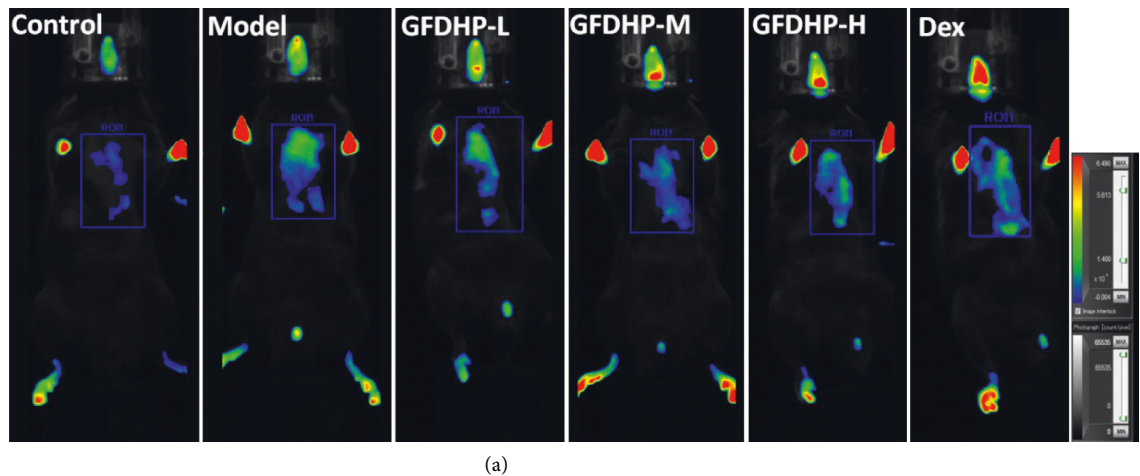 Control
Model
GFDHP-L
GFDHP-M
GFDHP-H
Dex
ROI1
ROI1
ROI1
ROI1
ROI1
ROI1
6.490 MAX
5.613
1.400
-0.004 MIN
Image interlock
Photograph [count/pixel]
65535 MAX
65535
0
0 MIN
(a)